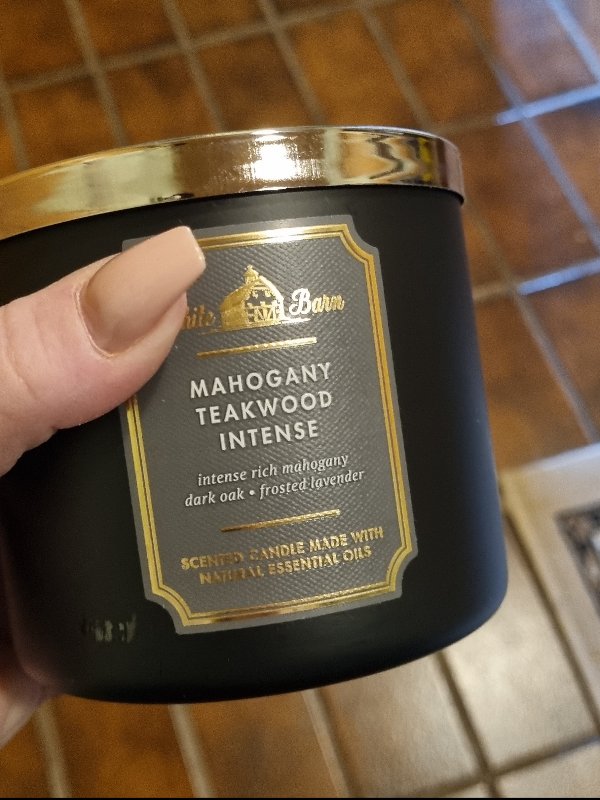 Barn
MAHOGANY
TEAKWOOD
INTENSE
intense rich mahogany
dark oak • frosted lavender
SCENTED CANDLE MADE WITH
NATURAL ESSENTIAL OILS